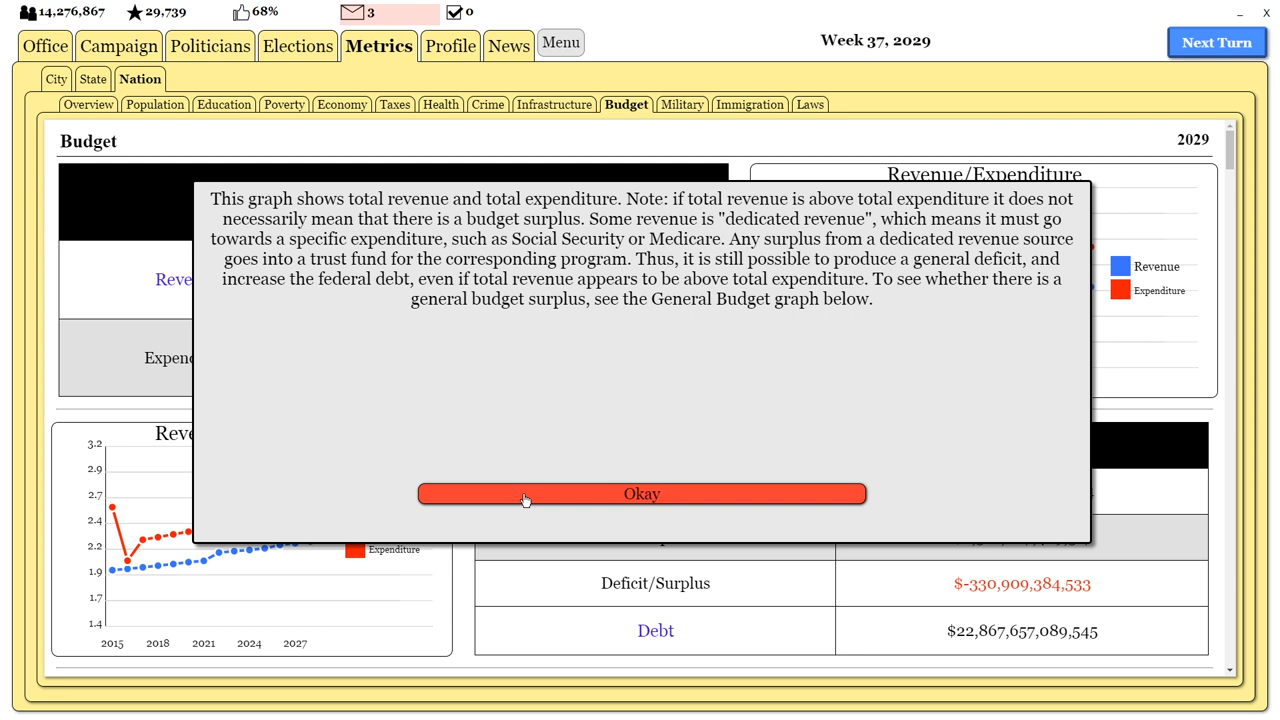 14,276,867 29,739 68% 3 0
_ X
Office Campaign Politicians Elections Metrics Profile News Menu
Week 37, 2029
Next Turn
City State Nation
Overview Population Education Poverty Economy Taxes Health Crime Infrastructure Budget Military Immigration Laws
Budget
2029
Revenue/Expenditure
This graph shows total revenue and total expenditure. Note: if total revenue is above total expenditure it does not
necessarily mean that there is a budget surplus. Some revenue is "dedicated revenue", which means it must go
towards a specific expenditure, such as Social Security or Medicare. Any surplus from a dedicated revenue source
goes into a trust fund for the corresponding program. Thus, it is still possible to produce a general deficit, and
increase the federal debt, even if total revenue appears to be above total expenditure. To see whether there is a
general budget surplus, see the General Budget graph below.
Okay
Reve
Expend
Revenue
Expenditure
Reve
3.2
2.9
2.7
2.4
2.2
1.9
1.7
1.4
2015 2018 2021 2024 2027
Expenditure
Deficit/Surplus $-330,909,384,533
Debt $22,867,657,089,545